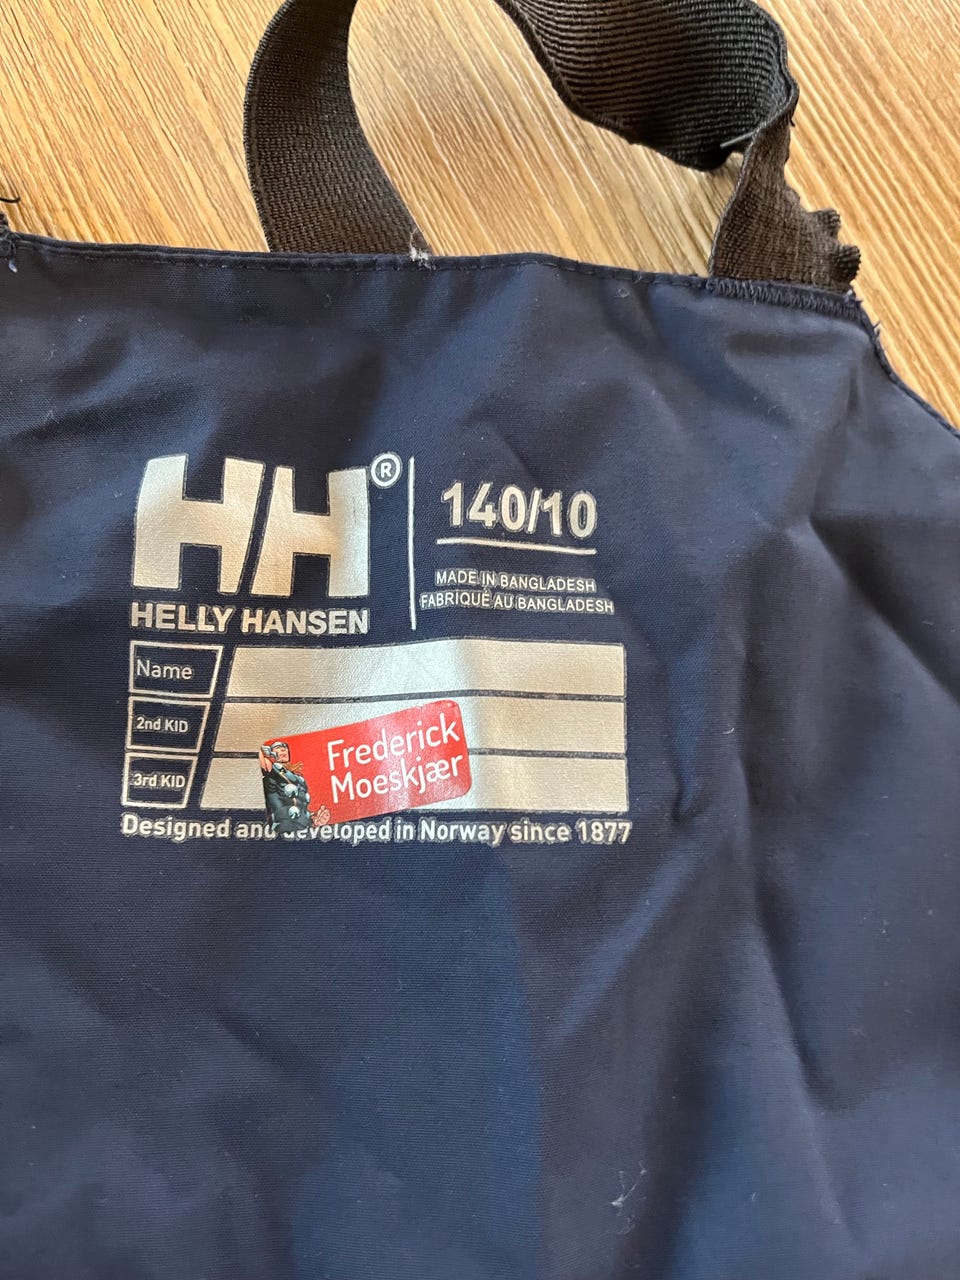 HH®
HELLY HANSEN
140/10
MADE IN BANGLADESH
FABRIQUÉ AU BANGLADESH
Name
2nd KID
3rd KID
Frederick
Moeskjær
Designed and developed in Norway since 1877